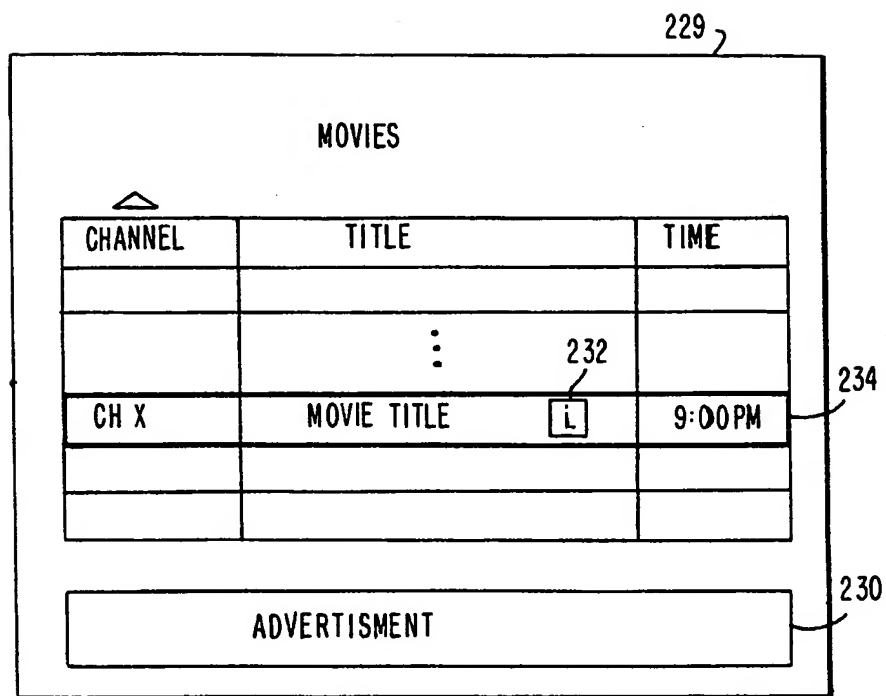 229
MOVIES
CHANNEL TITLE TIME
232
234
CH X MOVIE TITLE i 9:00PM
230
ADVERTISMENT